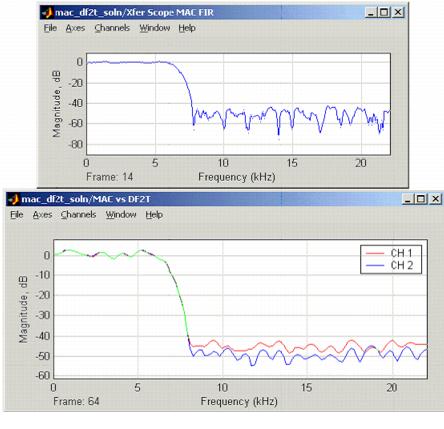 mac_df2t_soln/Xfer Scope MAC FIR
File Axes Channels Window Help
Magnitude, dB
0
-20
-40
-60
-80
0 5 10 15 20
Frame: 14 Frequency (kHz)
mac_df2t_soln/MAC vs DF2T
File Axes Channels Window Help
Magnitude, dB
CH 1
CH 2
0
-10
-20
-30
-40
-50
-60
0 5 10 15 20
Frame: 64 Frequency (kHz)